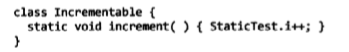 class Incrementable {
  static void increment( ) { StaticTest.i++; }
}